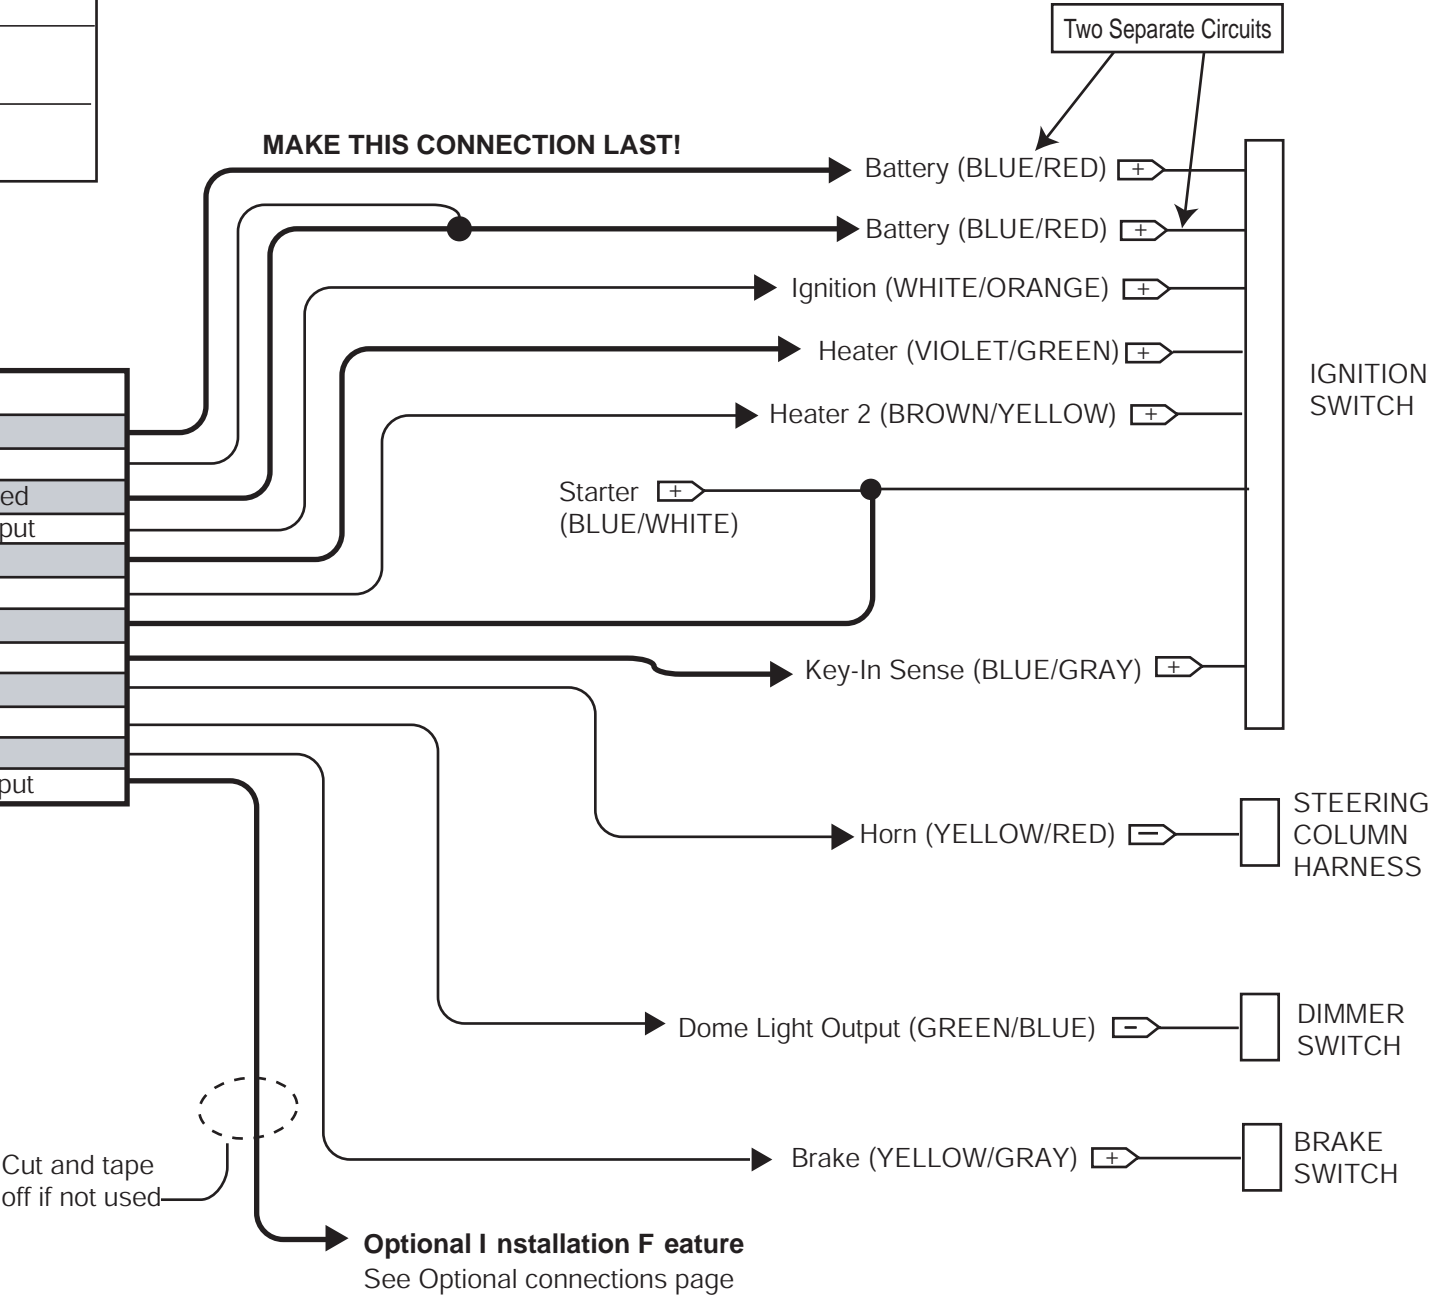 Two Separate Circuits
MAKE THIS CONNECTION LAST!
Battery (BLUE/RED) +
Battery (BLUE/RED) +
Ignition (WHITE/ORANGE) +
Heater (VIOLET/GREEN) +
IGNITION
SWITCH
Heater 2 (BROWN/YELLOW) +
Starter +
(BLUE/WHITE)
ed
put
Key-In Sense (BLUE/GRAY) +
put
Horn (YELLOW/RED) −
STEERING
COLUMN
HARNESS
Dome Light Output (GREEN/BLUE) -
DIMMER
SWITCH
Cut and tape
off if not used
Brake (YELLOW/GRAY) +
BRAKE
SWITCH
Optional I nstallation F eature
See Optional connections page